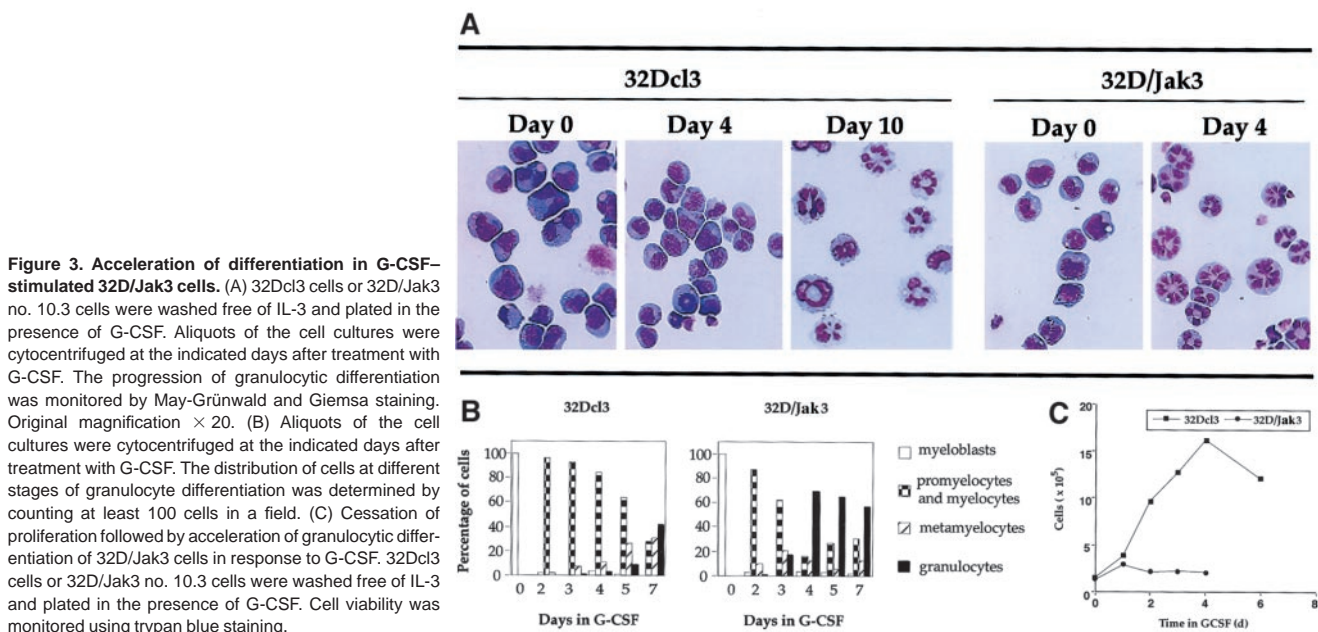 Figure 3. Acceleration of differentiation in G-CSF–
stimulated 32D/Jak3 cells. (A) 32Dcl3 cells or 32D/Jak3
no. 10.3 cells were washed free of IL-3 and plated in the
presence of G-CSF. Aliquots of the cell cultures were
cytocentrifuged at the indicated days after treatment with
G-CSF. The progression of granulocytic differentiation
was monitored by May-Grünwald and Giemsa staining.
Original magnification × 20. (B) Aliquots of the cell
cultures were cytocentrifuged at the indicated days after
treatment with G-CSF. The distribution of cells at different
stages of granulocyte differentiation was determined by
counting at least 100 cells in a field. (C) Cessation of
proliferation followed by acceleration of granulocytic differ-
entiation of 32D/Jak3 cells in response to G-CSF. 32Dcl3
cells or 32D/Jak3 no. 10.3 cells were washed free of IL-3
and plated in the presence of G-CSF. Cell viability was
monitored using trypan blue staining.
A
32Dcl3 32D/Jak3
Day 0 Day 4 Day 10 Day 0 Day 4
B
32Dcl3 32D/Jak3
Percentage of cells
100
80
60
40
20
0
0 2 3 4 5 7
Days in G-CSF
100
80
60
40
20
0
0 2 3 4 5 7
Days in G-CSF
myeloblasts
promyelocytes
and myelocytes
metamyelocytes
granulocytes
C
32Dcl3 32D/Jak3
Cells (x 10⁵)
20
15
10
5
0
0 2 4 6 8
Time in GCSF (d)